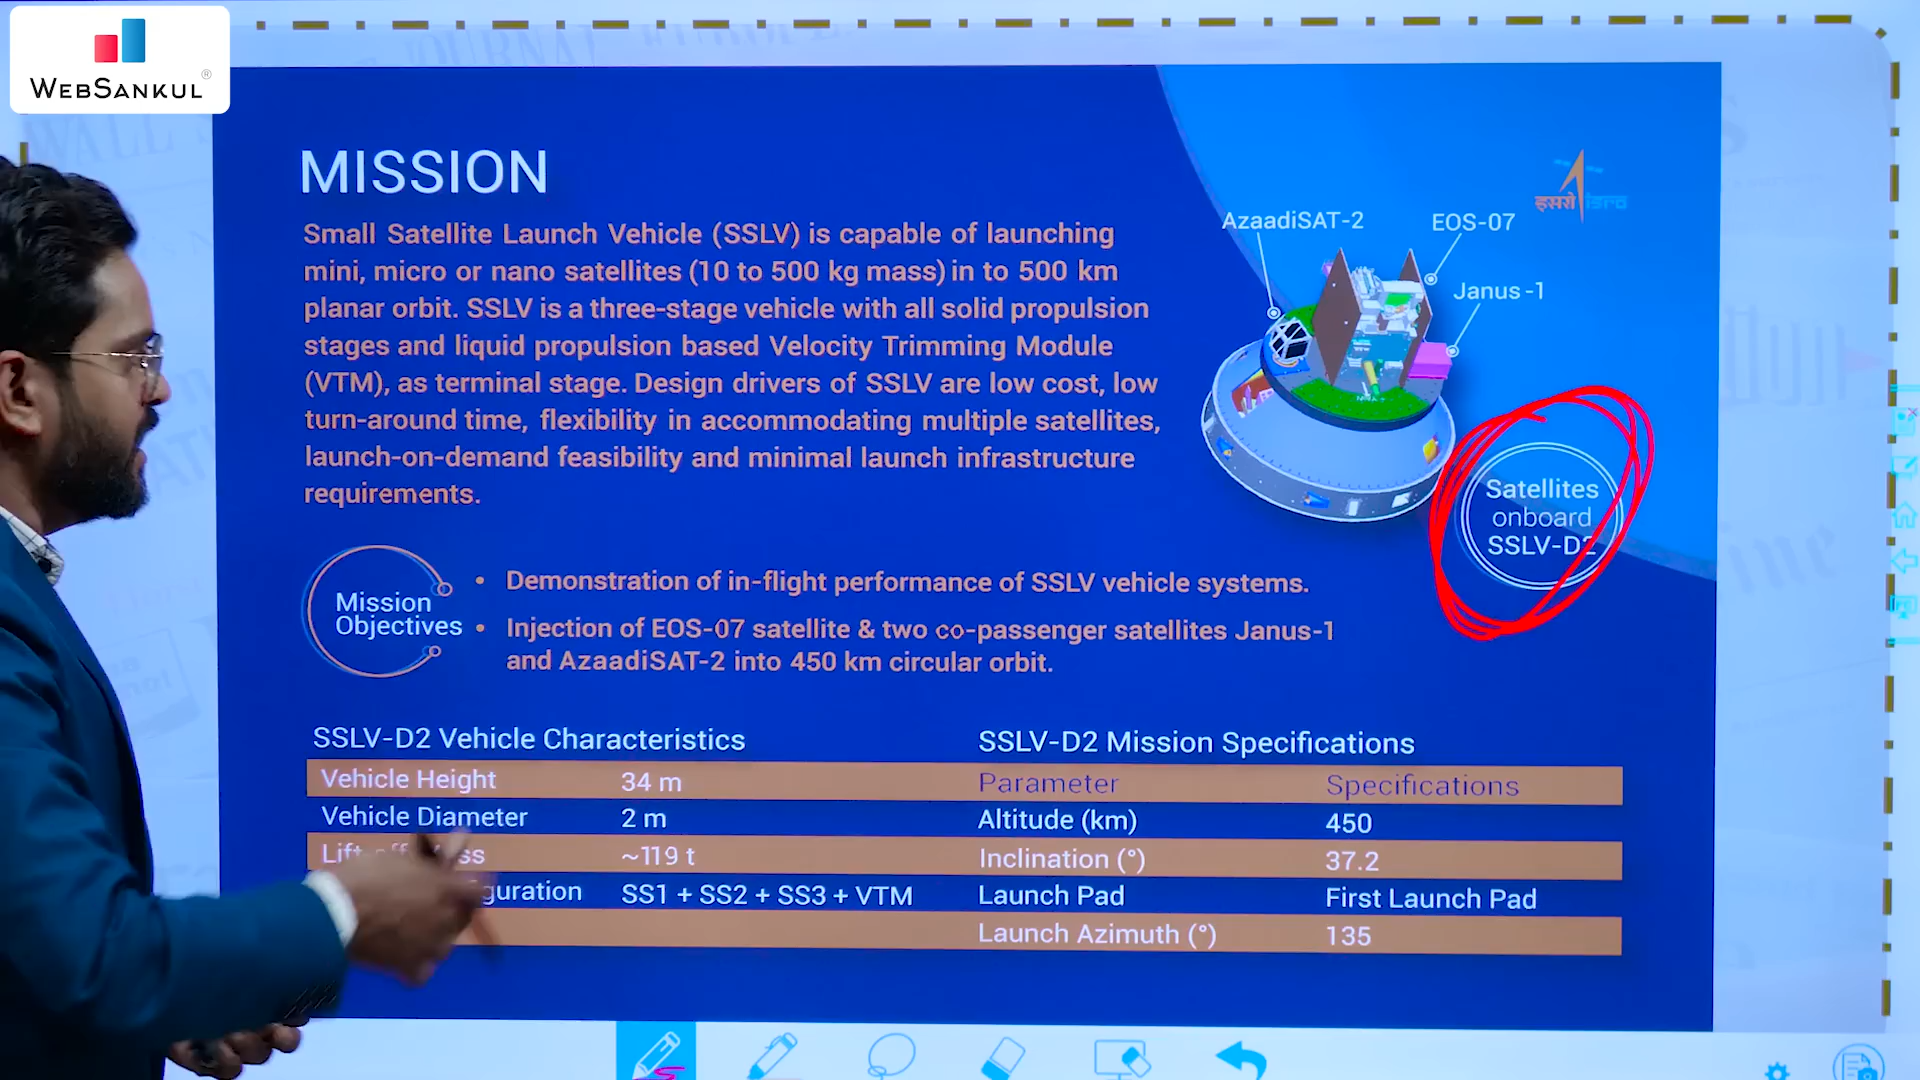 WEBSANKUL®
MISSION
Small Satellite Launch Vehicle (SSLV) is capable of launching
mini, micro or nano satellites (10 to 500 kg mass) in to 500 km
planar orbit. SSLV is a three-stage vehicle with all solid propulsion
stages and liquid propulsion based Velocity Trimming Module
(VTM), as terminal stage. Design drivers of SSLV are low cost, low
turn-around time, flexibility in accommodating multiple satellites,
launch-on-demand feasibility and minimal launch infrastructure
requirements.
AzaadiSAT-2
EOS-07
Janus-1
इसरो isro
Satellites
onboard
SSLV-D2
Mission
Objectives
• Demonstration of in-flight performance of SSLV vehicle systems.
• Injection of EOS-07 satellite & two co-passenger satellites Janus-1
and AzaadiSAT-2 into 450 km circular orbit.
SSLV-D2 Vehicle Characteristics
Vehicle Height 34 m
Vehicle Diameter 2 m
~119 t
SS1 + SS2 + SS3 + VTM
SSLV-D2 Mission Specifications
Parameter Specifications
Altitude (km) 450
Inclination (°) 37.2
Launch Pad First Launch Pad
Launch Azimuth (°) 135